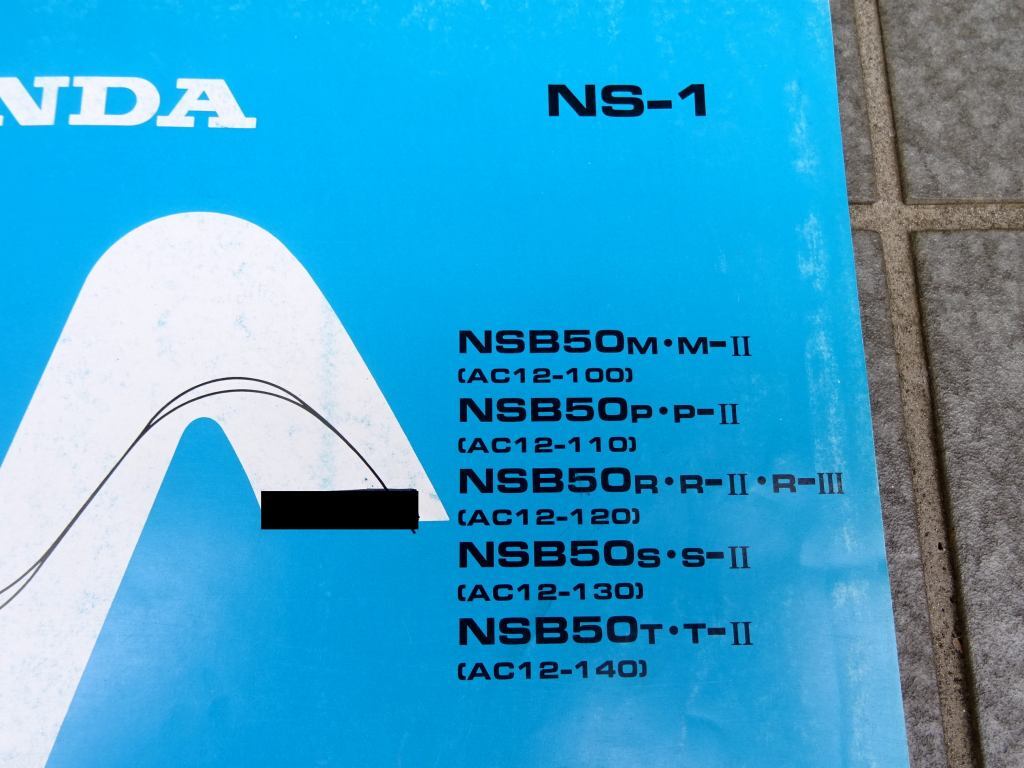 NDA
NS-1
NSB50M・M-II
(AC12-100)
NSB50P・P-II
(AC12-110)
NSB50R・R-II・R-III
(AC12-120)
NSB50S・S-II
(AC12-130)
NSB50T・T-II
(AC12-140)